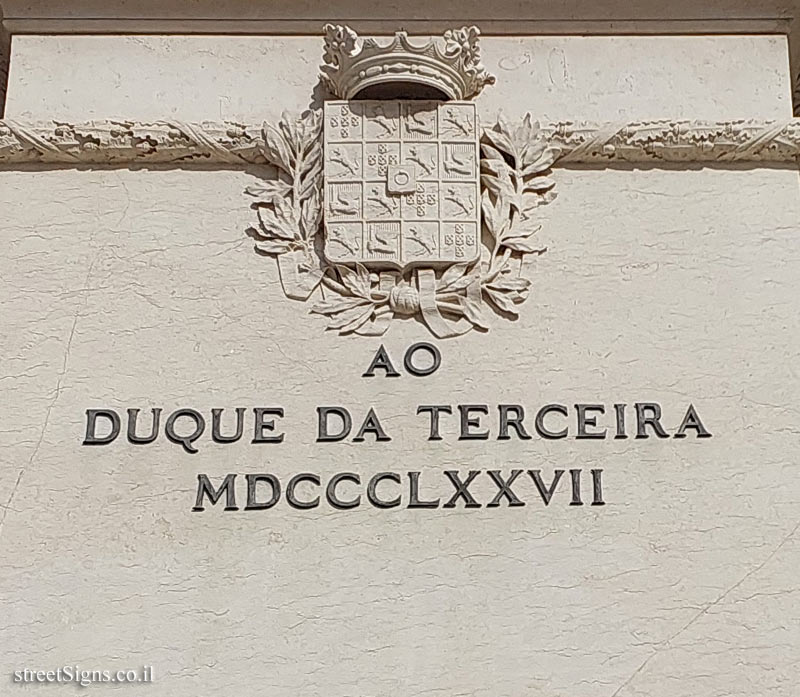 AO
DUQUE DA TERCEIRA
MDCCCLXXVII
streetSigns.co.il